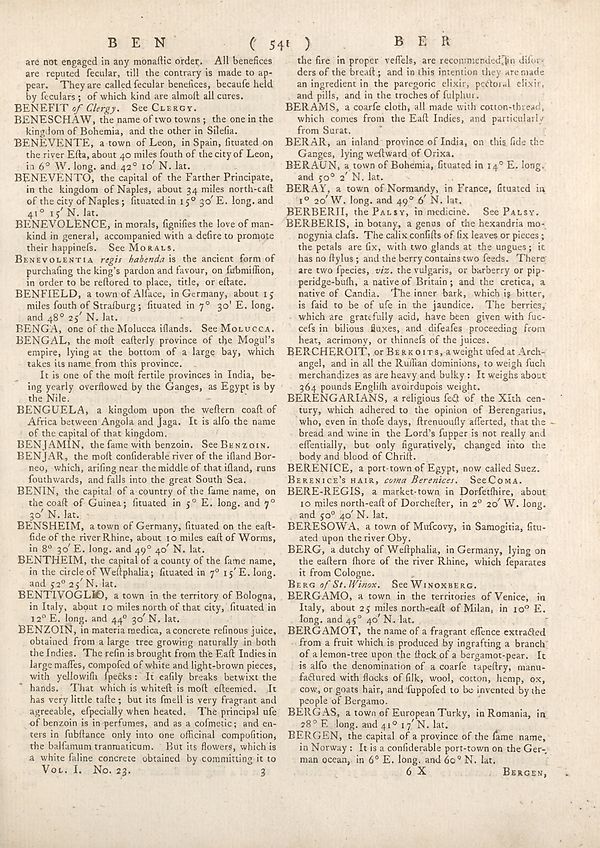 B E N
( 541 )
B E R
are not engaged in any monaſtic order. All benefices
are reputed ſecular, till the contrary is made to ap-
pear. They are called ſecular benefices, becauſe held
by ſeculars; of which kind are almoſt all cures.
BENEFIT of Clergy. See CLERGY.
BENESCHAW, the name of two towns; the one in the
kingdom of Bohemia, and the other in Sileſia.
BENEVENTE, a town of Leon, in Spain, ſituated on
the river Eſta, about 40 miles ſouth of the city of Leon,
in 6° W. long. and 42° 10′ N. lat.
BENEVENTO, the capital of the Farther Principate,
in the kingdom of Naples, about 34 miles north-eaſt
of the city of Naples; ſituated in 15° 30′ E. long. and
41° 15′ N. lat.
BENEVOLENCE, in morals, ſignifies the love of man-
kind in general, accompanied with a deſire to promote
their happineſs. See MORALS.
BENEVOLENTIA regis habenda is the ancient form of
purchaſing the king's pardon and favour, on ſubmiſſion,
in order to be reſtored to place, title, or eſtate.
BENFIELD, a town of Alſace, in Germany, about 15
miles ſouth of Straſburg; ſituated in 7° 30′ E. long.
and 48° 25′ N. lat.
BENGA, one of the Molucca iſlands. See MOLUCCA.
BENGAL, the moſt eaſterly province of the Mogul's
empire, lying at the bottom of a large bay, which
takes its name from this province.
It is one of the moſt fertile provinces in India, be-
ing yearly overflowed by the Ganges, as Egypt is by
the Nile.
BENGUELA, a kingdom upon the weſtern coaſt of
Africa between Angola and Jaga. It is alſo the name
of the capital of that kingdom.
BENJAMIN, the ſame with benzoin. See BENZOIN.
BENJAR, the moſt conſiderable river of the iſland Bor-
neo, which, ariſing near the middle of that iſland, runs
ſouthwards, and falls into the great South Sea.
BENIN, the capital of a country of the ſame name, on
the coaſt of Guinea; ſituated in 5° E. long. and 7°
30′ N. lat.
BENSHEIM, a town of Germany, ſituated on the eaſt-
ſide of the river Rhine, about 10 miles eaſt of Worms,
in 8° 30′ E. long. and 49° 40′ N. lat.
BENTHEIM, the capital of a county of the ſame name,
in the circle of Weſtphalia; ſituated in 7° 15′ E. long.
and 52° 25′ N. lat.
BENTIVOGLIO, a town in the territory of Bologna,
in Italy, about 10 miles north of that city, ſituated in
12° E. long. and 44° 30′ N. lat.
BENZOIN, in materia medica, a concrete reſinous juice,
obtained from a large tree growing naturally in both
the Indies. The reſin is brought from the Eaſt Indies in
large maſſes, compoſed of white and light-brown pieces,
with yellowiſh ſpecks: It eaſily breaks betwixt the
hands. That which is whiteſt is moſt eſteemed. It
has very little taſte; but its ſmell is very fragrant and
agreeable, eſpecially when heated. The principal uſe
of benzoin is in perfumes, and as a coſmetic; and en-
ters in ſubſtance only into one officinal compoſition,
the balſamum traumaticum. But its flowers, which is
a white ſaline concrete obtained by committing it to
VOL. I. No. 23.
3
the fire in proper veſſels, are recommended in diſor-
ders of the breaſt; and in this intention they are made
an ingredient in the paregoric elixir, pectoral elixir,
and pills, and in the troches of ſulphur.
BERAMS, a coarſe cloth, all made with cotton-thread,
which comes from the Eaſt Indies, and particularly
from Surat.
BERAR, an inland province of India, on this ſide the
Ganges, lying weſtward of Orixa.
BERAUN, a town of Bohemia, ſituated in 14° E. long.
and 50° 2′ N. lat.
BERAY, a town of Normandy, in France, ſituated in
1° 20′ W. long. and 49° 6′ N. lat.
BERBERII, the PALSY, in medicine. See PALSY.
BERBERIS, in botany, a genus of the hexandria mo-
nogynia claſs. The calix conſiſts of ſix leaves or pieces;
the petals are ſix, with two glands at the ungues; it
has no ſtylus; and the berry contains two ſeeds. There
are two ſpecies, viz. the vulgaris, or barberry or pip-
peridge-buſh, a native of Britain; and the cretica, a
native of Candia. The inner bark, which is bitter,
is ſaid to be of uſe in the jaundice. The berries,
which are gratefully acid, have been given with ſuc-
ceſs in bilious fluxes, and diſeaſes proceeding from
heat, acrimony, or thinneſs of the juices.
BERCHEROIT, or BERKOITS, a weight uſed at Arch-
angel, and in all the Ruſſian dominions, to weigh ſuch
merchandizes as are heavy and bulky: It weighs about
364 pounds Engliſh avoirdupois weight.
BERENGARIANS, a religious ſect of the XIth cen-
tury, which adhered to the opinion of Berengarius,
who, even in thoſe days, ſtrenuouſly aſſerted, that the
bread and wine in the Lord's ſupper is not really and
eſſentially, but only figuratively, changed into the
body and blood of Chriſt.
BERENICE, a port-town of Egypt, now called Suez.
BERENICE'S HAIR, coma Berenices. See COMA.
BERE-REGIS, a market-town in Dorſetſhire, about
10 miles north-eaſt of Dorcheſter, in 2° 20′ W. long.
and 50° 40′ N. lat.
BERESOWA, a town of Muſcovy, in Samogitia, ſitu-
ated upon the river Oby.
BERG, a dutchy of Weſtphalia, in Germany, lying on
the eaſtern ſhore of the river Rhine, which ſeparates
it from Cologne.
BERG of St. Winox. See WINOXBERG.
BERGAMO, a town in the territories of Venice, in
Italy, about 25 miles north-eaſt of Milan, in 10° E.
long. and 45° 40′ N. lat.
BERGAMOT, the name of a fragrant eſſence extracted
from a fruit which is produced by ingrafting a branch
of a lemon-tree upon the ſtock of a bergamot-pear. It
is alſo the denomination of a coarſe tapeſtry, manu-
factured with flocks of ſilk, wool, cotton, hemp, ox,
cow, or goats hair, and ſuppoſed to be invented by the
people of Bergamo.
BERGAS, a town of European Turky, in Romania, in
28° E. long. and 41° 17′ N. lat.
BERGEN, the capital of a province of the ſame name,
in Norway: It is a conſiderable port-town on the Ger-
man ocean, in 6° E. long. and 60° N. lat.
6 X
BERGEN,